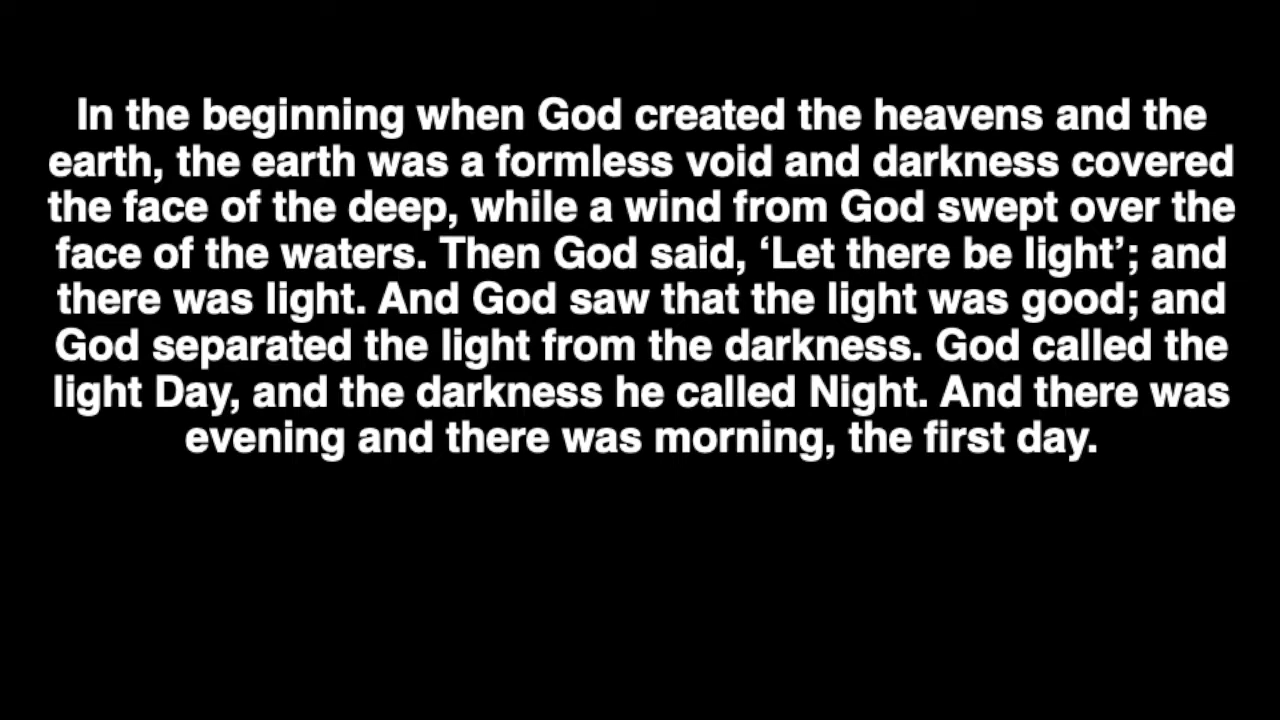 In the beginning when God created the heavens and the
earth, the earth was a formless void and darkness covered
the face of the deep, while a wind from God swept over the
face of the waters. Then God said, ‘Let there be light’; and
there was light. And God saw that the light was good; and
God separated the light from the darkness. God called the
light Day, and the darkness he called Night. And there was
evening and there was morning, the first day.